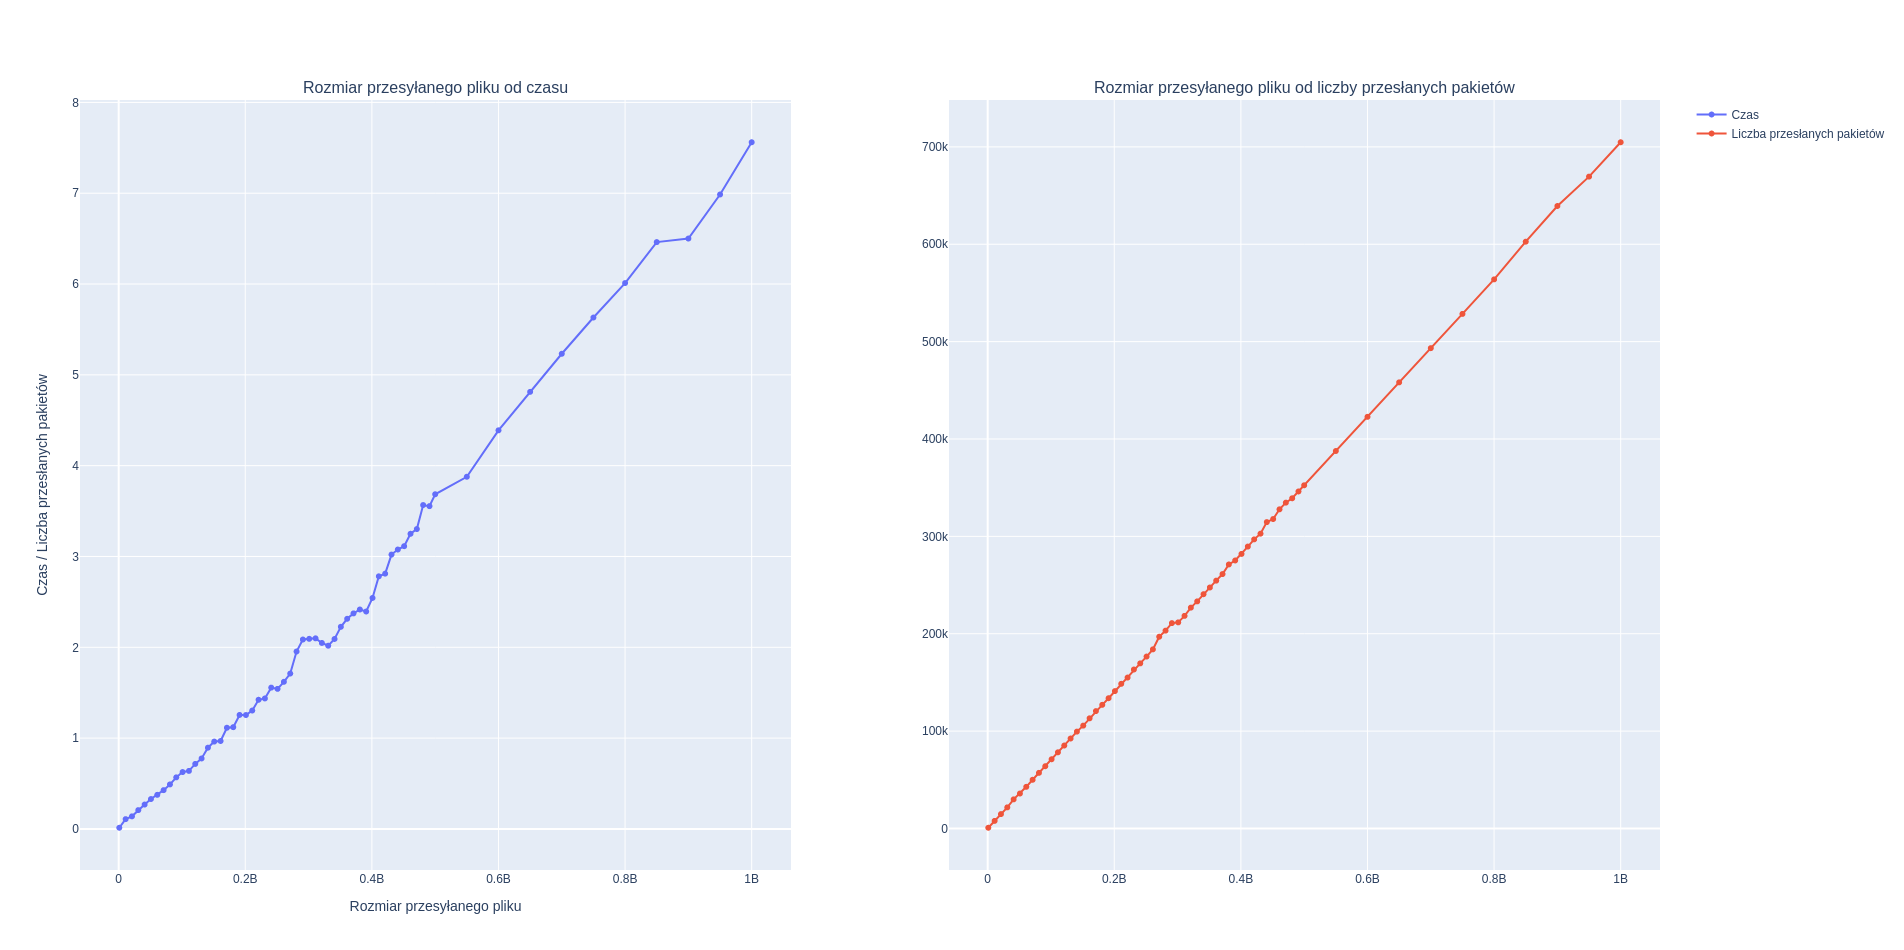 Rozmiar przesyłanego pliku od czasu
8
7
6
5
4
3
2
1
0
Czas / Liczba przesłanych pakietów
0
0.2B
0.4B
0.6B
0.8B
1B
Rozmiar przesyłanego pliku
Rozmiar przesyłanego pliku od liczby przesłanych pakietów
700k
600k
500k
400k
300k
200k
100k
0
0
0.2B
0.4B
0.6B
0.8B
1B
Czas
Liczba przesłanych pakietów